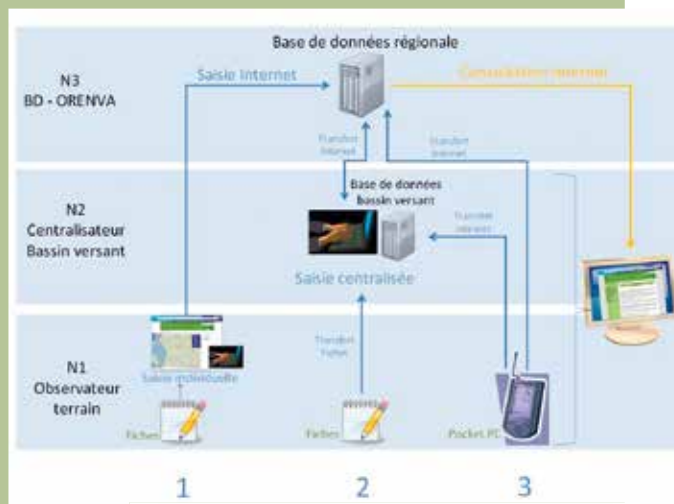 Base de données régionale
N3
BD - ORENVA
Saisie Internet
Consultation Internet
Transfert
Internet
Transfert
Internet
N2
Centralisateur
Bassin versant
Base de données
bassin versant
Transfert
Internet
Saisie centralisée
N1
Observateur
terrain
Saisie individuelle
Transfert
Fiches
Fiches
Fiches
Pocket PC
1
2
3